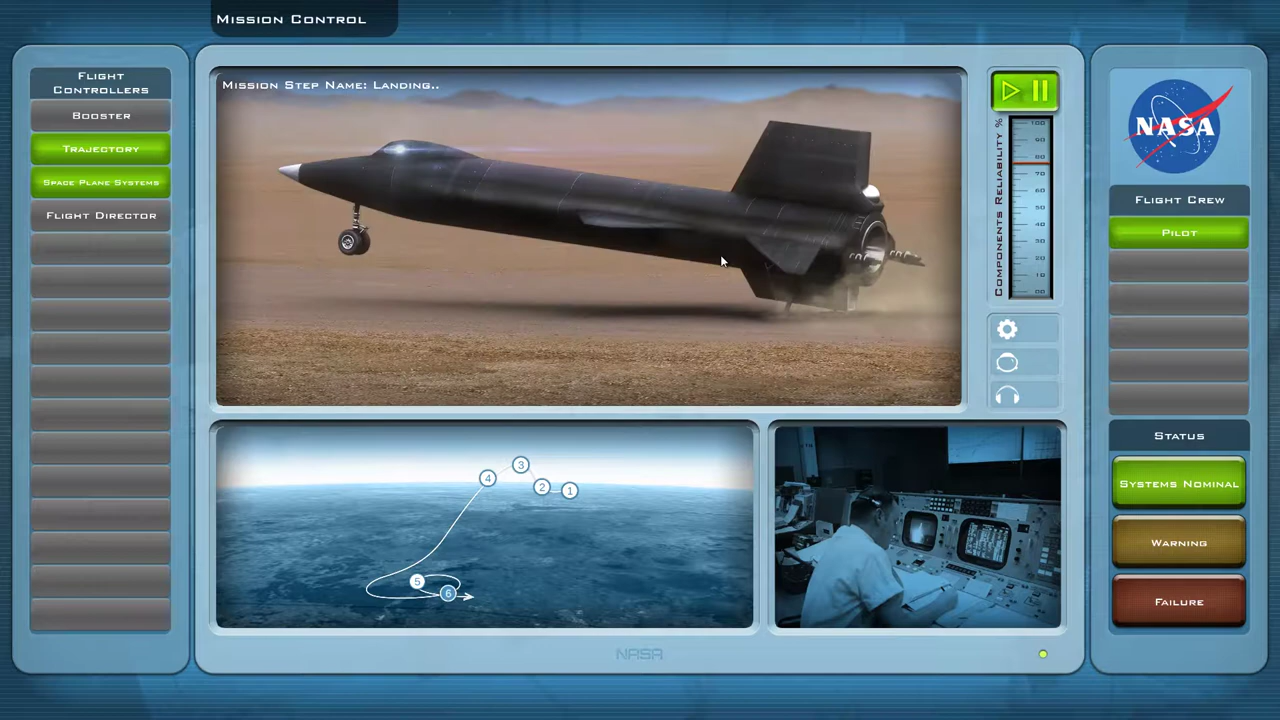 Mission Control
Flight
Controllers
Booster
Trajectory
Space Plane Systems
Flight Director
Mission Step Name: Landing..
Components Reliability %
100
90
80
70
60
50
40
30
20
10
00
3
4
2
1
5
6
NASA
NASA
Flight Crew
Pilot
Status
Systems Nominal
Warning
Failure